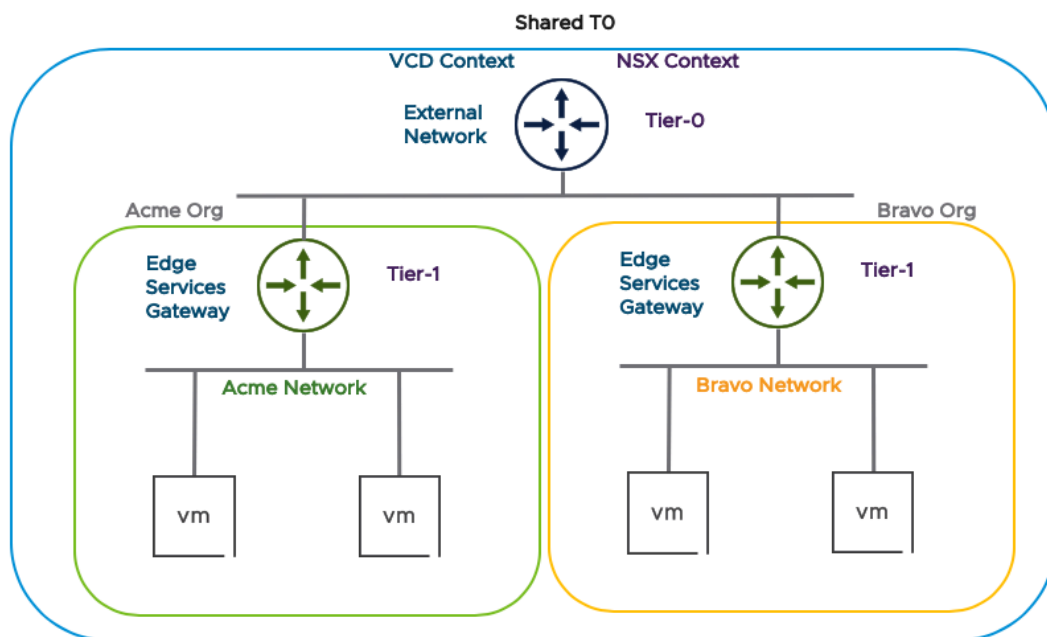 Shared T0
VCD Context
NSX Context
External
Network
Tier-0
Acme Org
Bravo Org
Edge
Services
Gateway
Tier-1
Edge
Services
Gateway
Tier-1
Acme Network
Bravo Network
vm
vm
vm
vm